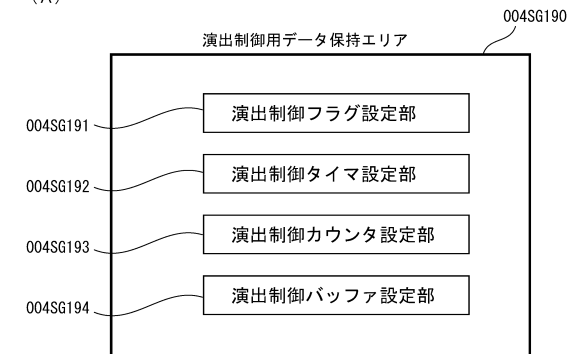 (A)
004SG190
演出制御用データ保持エリア
004SG191
演出制御フラグ設定部
004SG192
演出制御タイマ設定部
004SG193
演出制御カウンタ設定部
004SG194
演出制御バッファ設定部